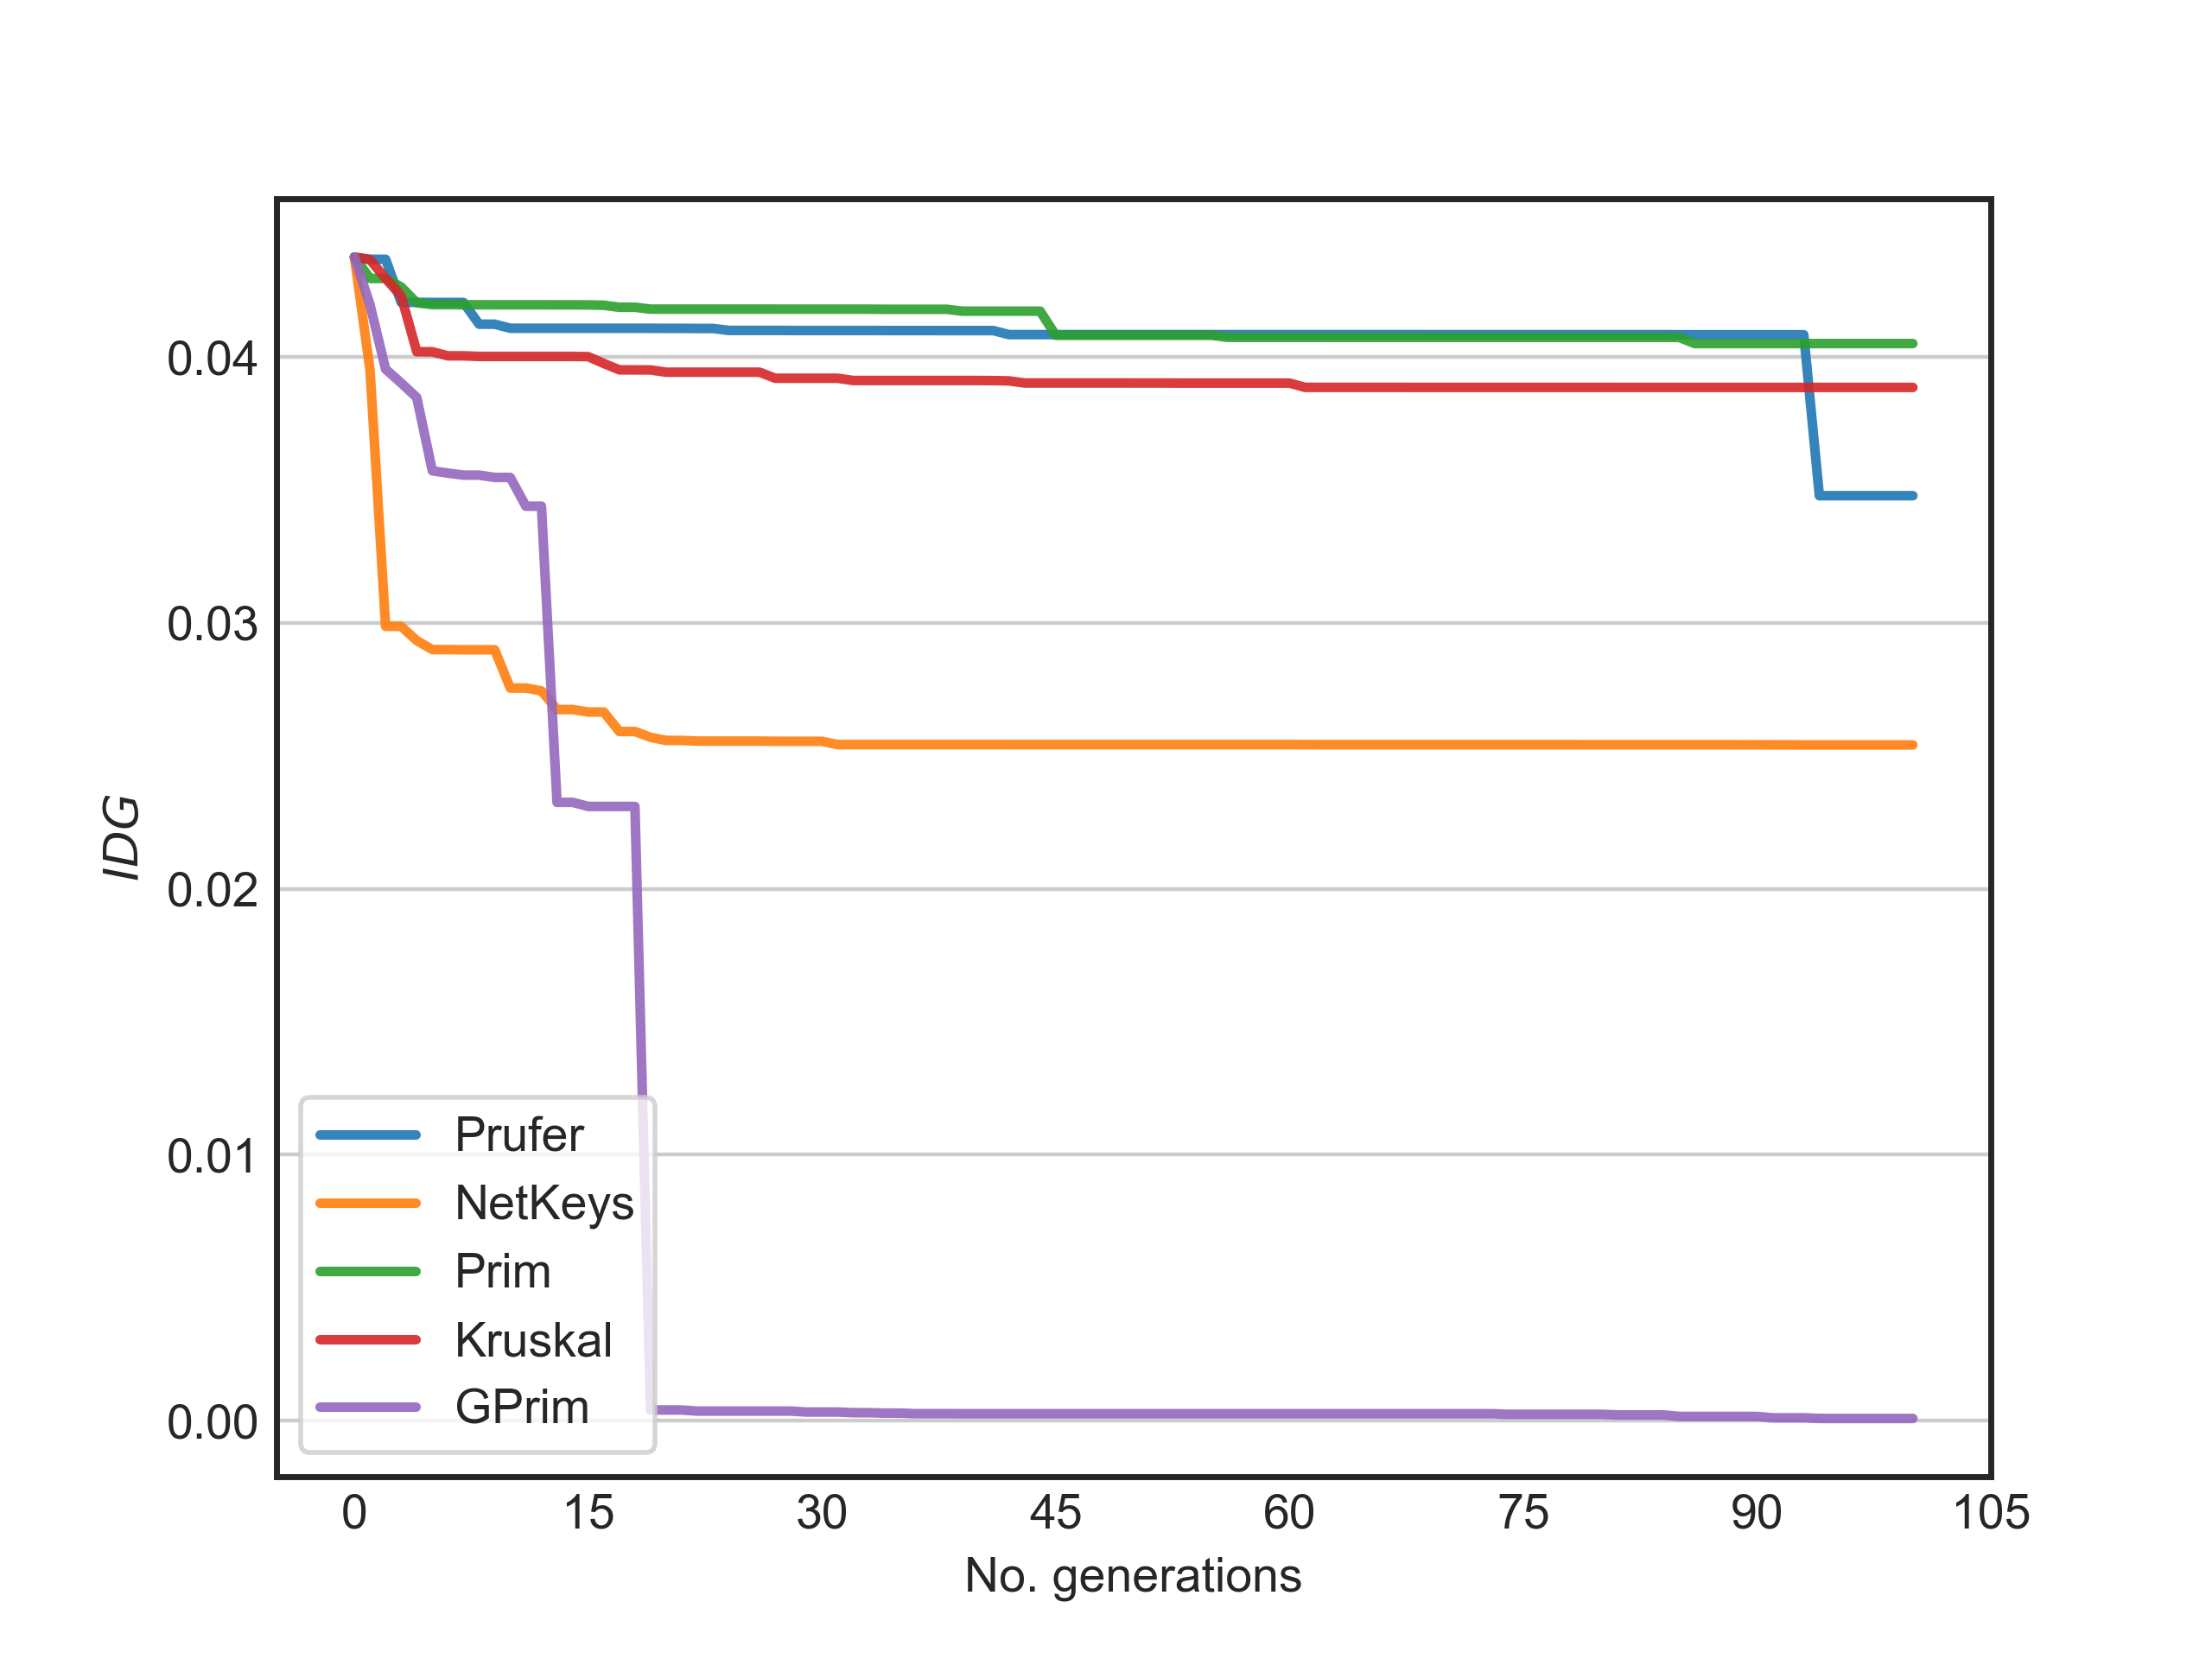 IDG
0.04
0.03
0.02
0.01
0.00
Prufer
NetKeys
Prim
Kruskal
GPrim
0 15 30 45 60 75 90 105
No. generations